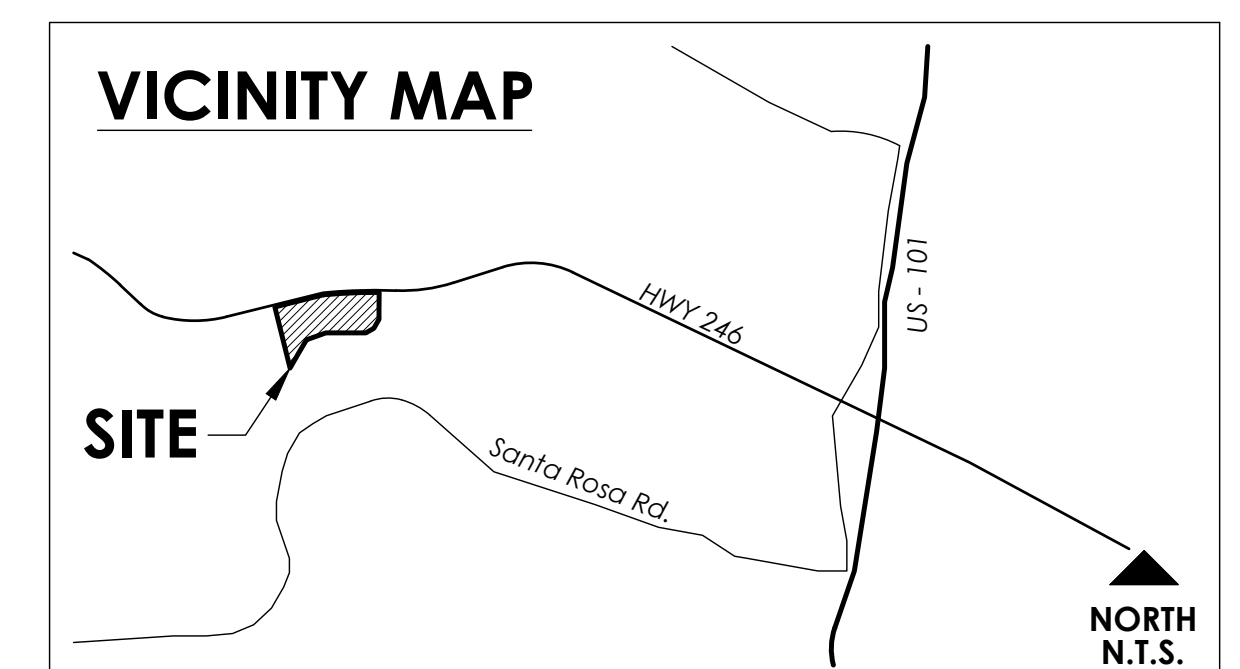 VICINITY MAP
US - 101
HWY 246
SITE
Santa Rosa Rd.
NORTH
N.T.S.